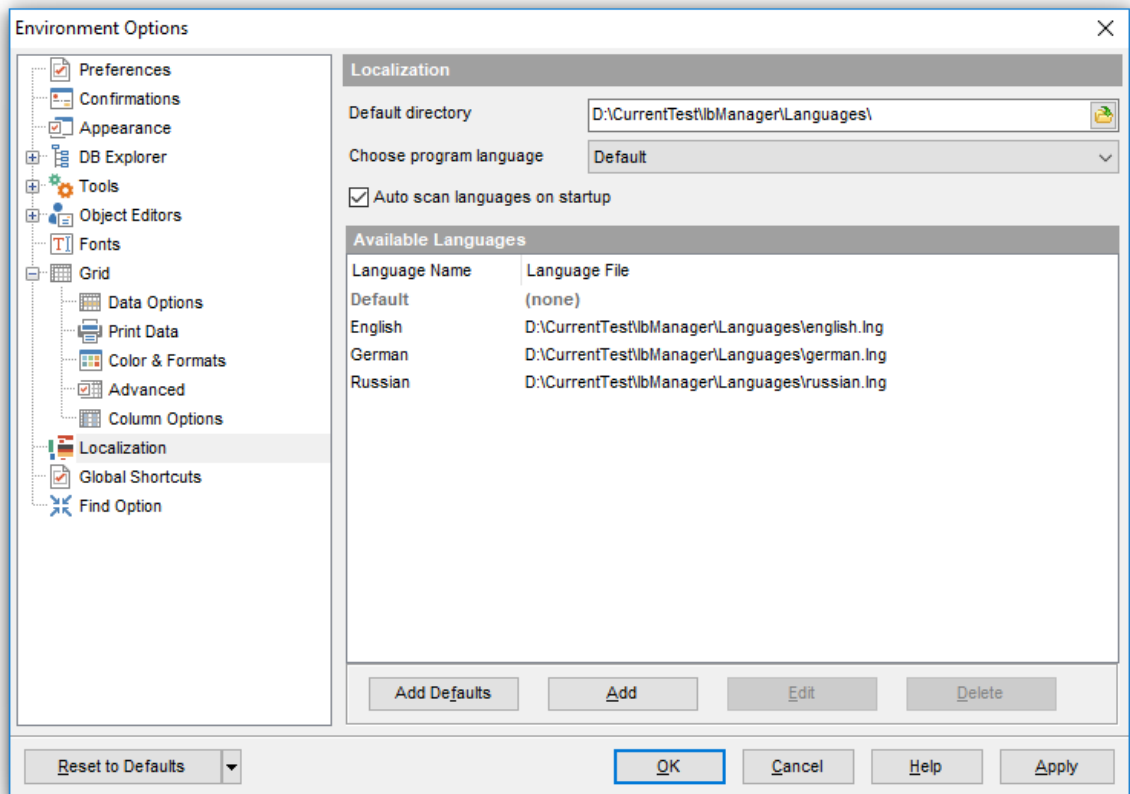 Environment Options
Preferences
Confirmations
Appearance
DB Explorer
Tools
Object Editors
Fonts
Grid
Data Options
Print Data
Color & Formats
Advanced
Column Options
Localization
Global Shortcuts
Find Option
Localization
Default directory D:\CurrentTest\IbManager\Languages\
Choose program language Default
Auto scan languages on startup
Available Languages
Language Name Language File
Default (none)
English D:\CurrentTest\IbManager\Languages\english.lng
German D:\CurrentTest\IbManager\Languages\german.lng
Russian D:\CurrentTest\IbManager\Languages\russian.lng
Add Defaults Add Edit Delete
Reset to Defaults OK Cancel Help Apply